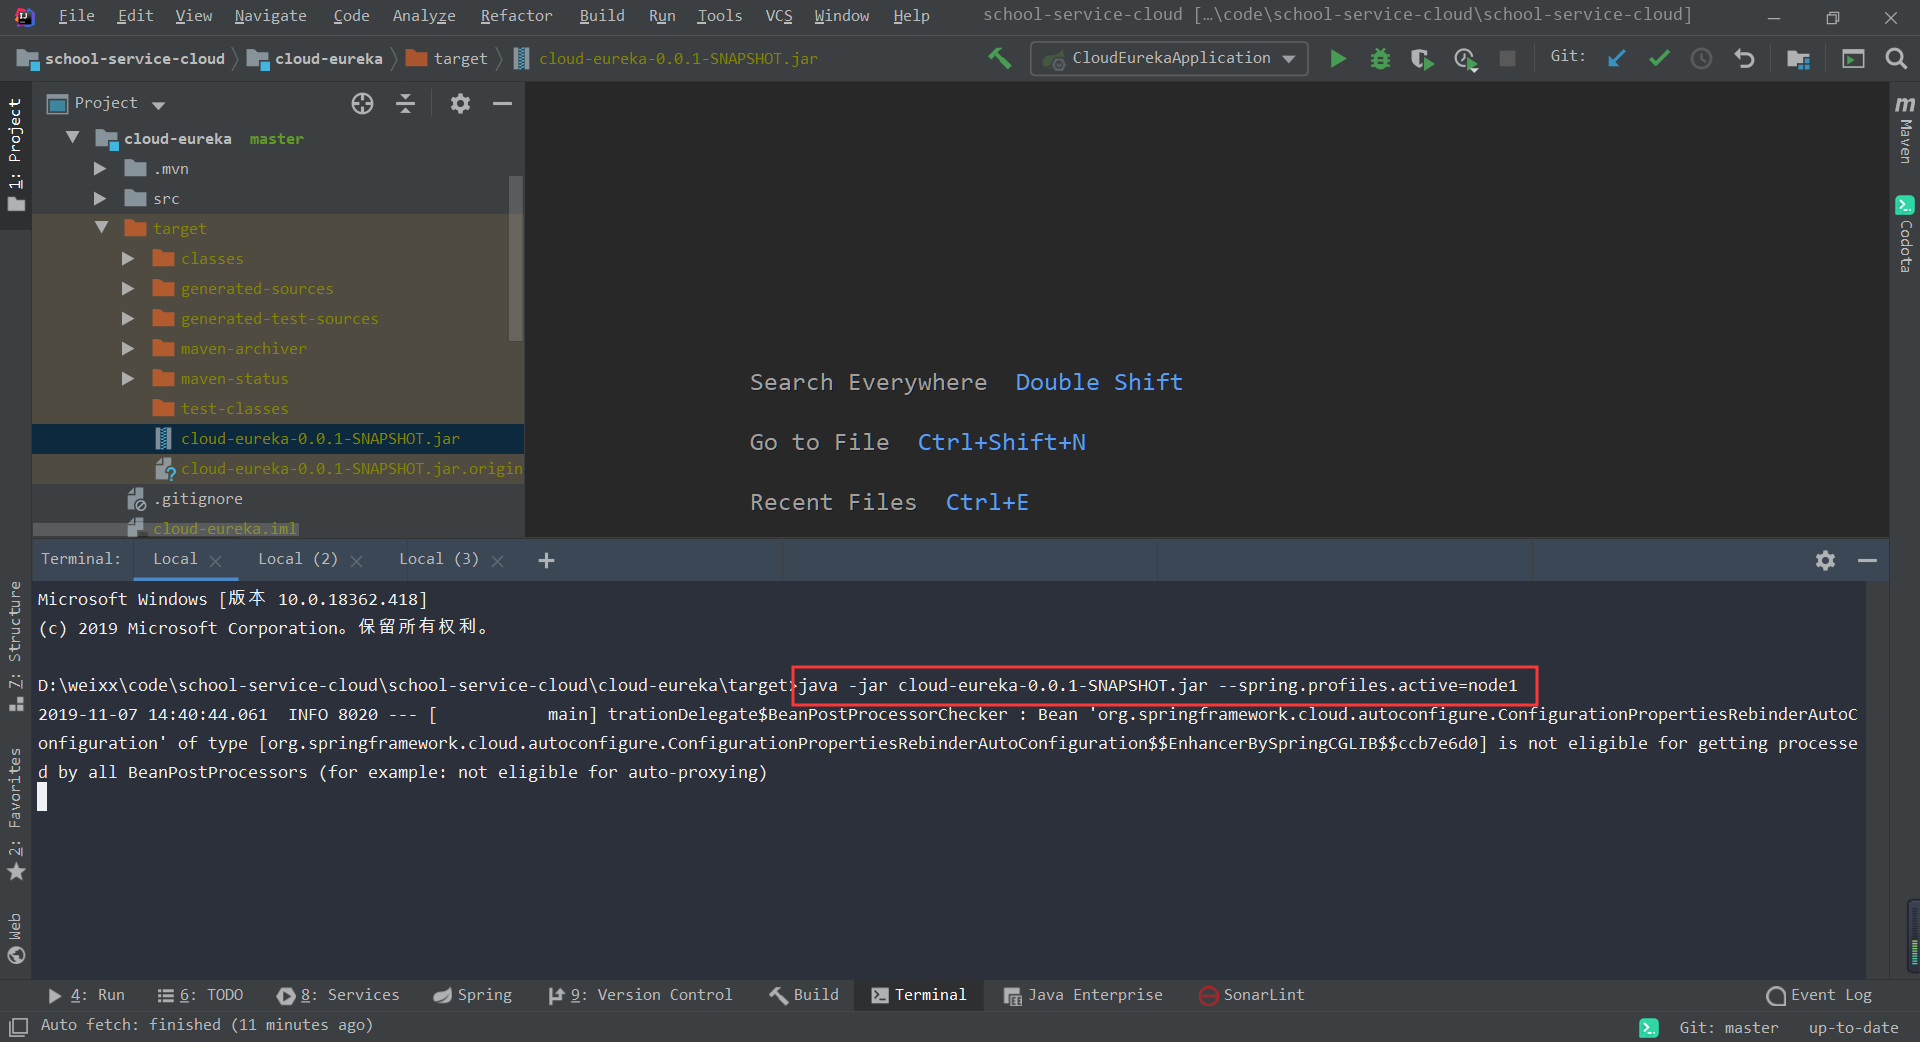 File Edit View Navigate Code Analyze Refactor Build Run Tools VCS Window Help school-service-cloud […\code\school-service-cloud\school-service-cloud]
school-service-cloud cloud-eureka target cloud-eureka-0.0.1-SNAPSHOT.jar CloudEurekaApplication Git:
Project
cloud-eureka master
.mvn
src
target
classes
generated-sources
generated-test-sources
maven-archiver
maven-status
test-classes
cloud-eureka-0.0.1-SNAPSHOT.jar
cloud-eureka-0.0.1-SNAPSHOT.jar.origin
.gitignore
cloud-eureka.iml
1: Project
7: Structure
2: Favorites
Web
Search Everywhere Double Shift
Go to File Ctrl+Shift+N
Recent Files Ctrl+E
m Maven
Codota
Terminal: Local Local (2) Local (3)
Microsoft Windows [版本 10.0.18362.418]
(c) 2019 Microsoft Corporation。保留所有权利。
D:\weixx\code\school-service-cloud\school-service-cloud\cloud-eureka\target>java -jar cloud-eureka-0.0.1-SNAPSHOT.jar --spring.profiles.active=node1
2019-11-07 14:40:44.061 INFO 8020 --- [ main] trationDelegate$BeanPostProcessorChecker : Bean 'org.springframework.cloud.autoconfigure.ConfigurationPropertiesRebinderAutoC
onfiguration' of type [org.springframework.cloud.autoconfigure.ConfigurationPropertiesRebinderAutoConfiguration$$EnhancerBySpringCGLIB$$ccb7e6d0] is not eligible for getting processe
d by all BeanPostProcessors (for example: not eligible for auto-proxying)
4: Run 6: TODO 8: Services Spring 9: Version Control Build Terminal Java Enterprise SonarLint Event Log
Auto fetch: finished (11 minutes ago) Git: master up-to-date